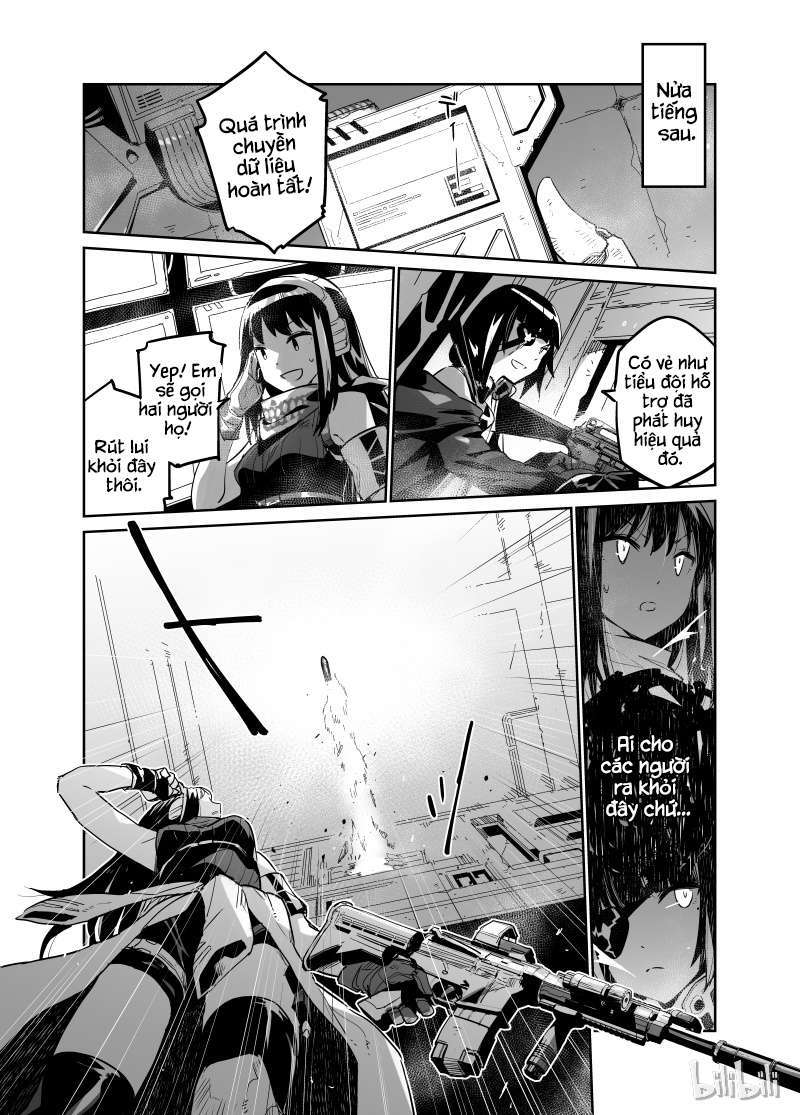 Nửa
tiếng
sau.
Quá trình
chuyền
dữ liệu
hoàn tất!
Có vẻ như
tiểu đội hỗ
trợ đã
phát huy
hiệu quả
đó.
Yep! Em
sẽ gọi
hai người
họ!
Rút lui
khỏi đây
thôi.
Ai cho
các người
ra khỏi
đây chứ...
bilibili